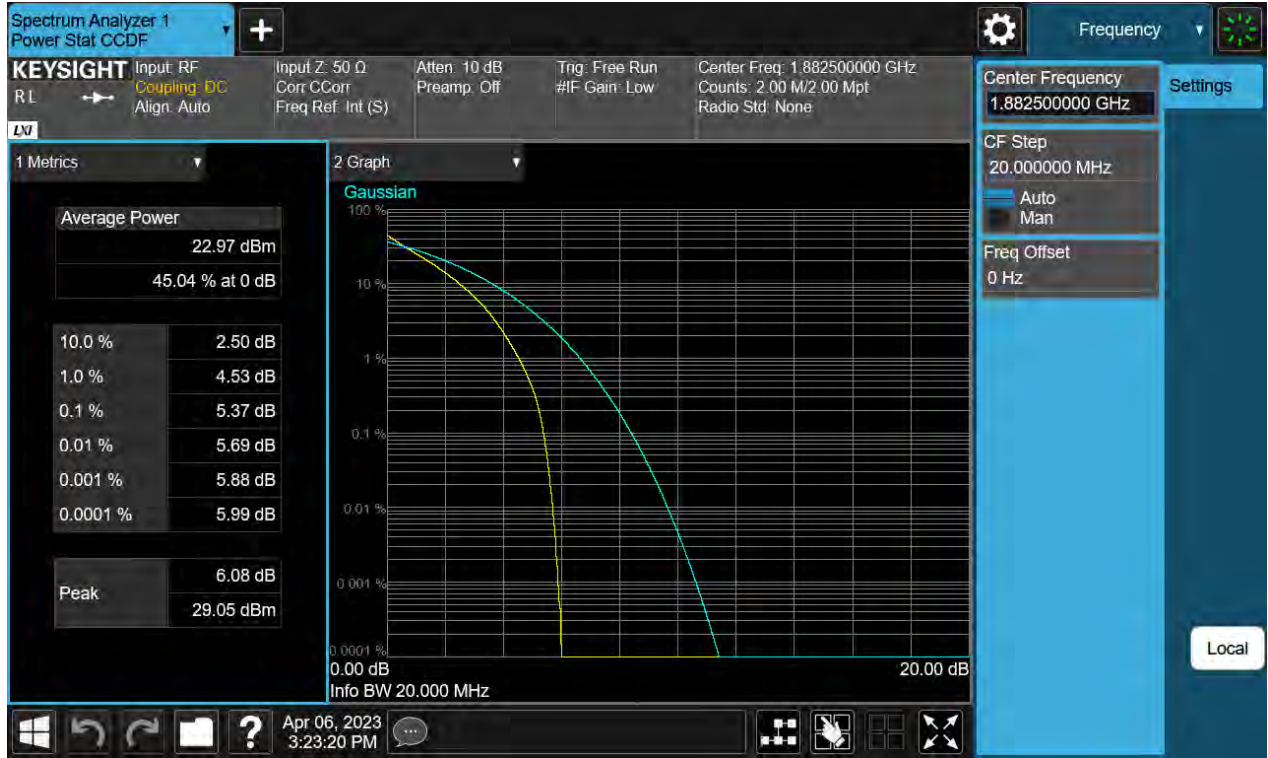 Spectrum Analyzer 1
Power Stat CCDF
Frequency
KEYSIGHT
RL
LXI
Input: RF
Coupling: DC
Align: Auto
Input Z: 50 Ω
Corr CCorr
Freq Ref: Int (S)
Atten: 10 dB
Preamp: Off
Trig: Free Run
#IF Gain: Low
Center Freq: 1.882500000 GHz
Counts: 2.00 M/2.00 Mpt
Radio Std: None
Center Frequency
1.882500000 GHz
Settings
CF Step
20.000000 MHz
Auto
Man
Freq Offset
0 Hz
1 Metrics
Average Power
22.97 dBm
45.04 % at 0 dB
10.0 % 2.50 dB
1.0 % 4.53 dB
0.1 % 5.37 dB
0.01 % 5.69 dB
0.001 % 5.88 dB
0.0001 % 5.99 dB
Peak
6.08 dB
29.05 dBm
2 Graph
Gaussian
100 %
10 %
1 %
0.1 %
0.01 %
0.001 %
0.0001 %
0.00 dB 20.00 dB
Info BW 20.000 MHz
Local
?
Apr 06, 2023
3:23:20 PM